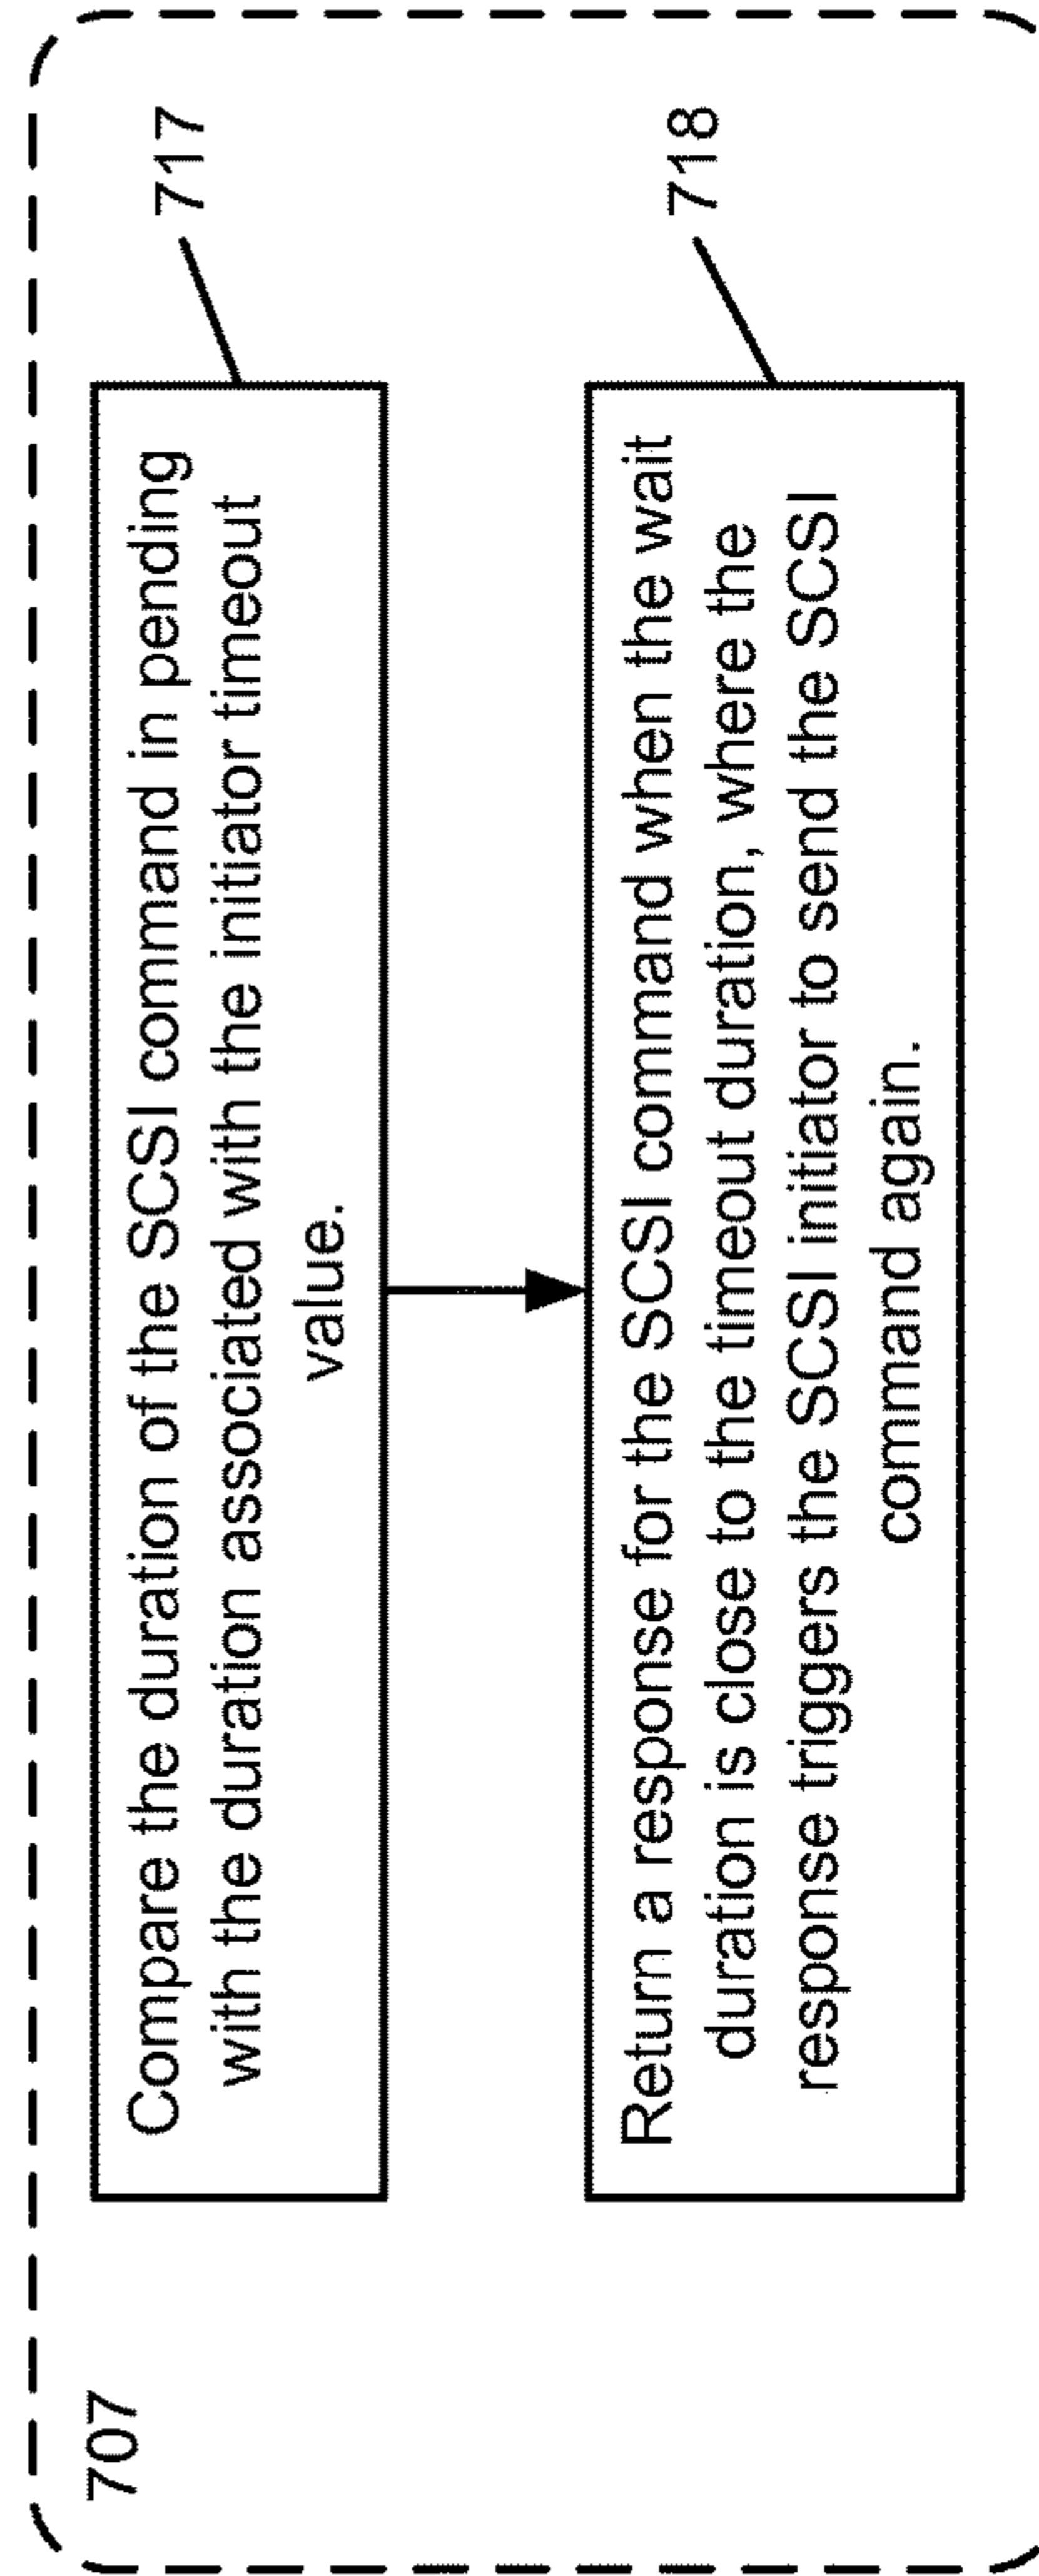 707
717
Compare the duration of the SCSI command in pending
with the duration associated with the initiator timeout
value.
718
Return a response for the SCSI command when the wait
duration is close to the timeout duration, where the
response triggers the SCSI initiator to send the SCSI
command again.